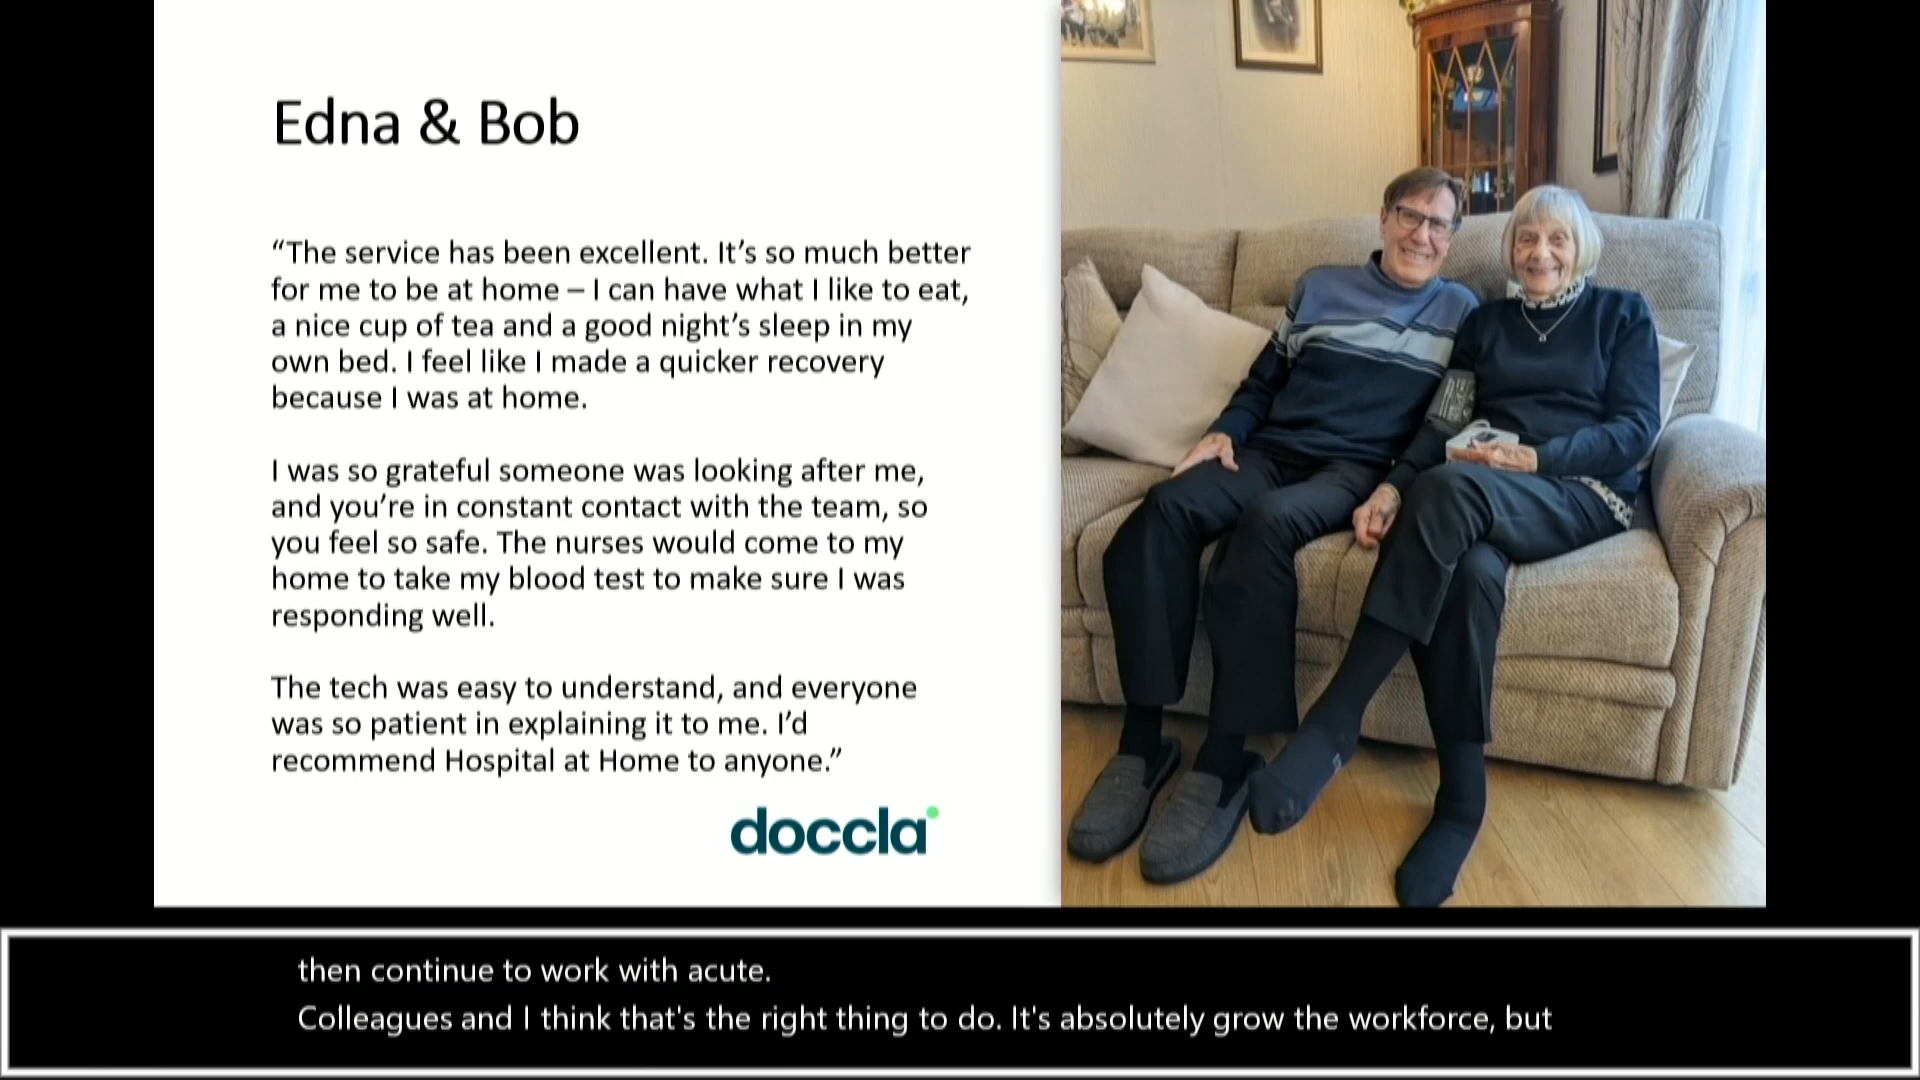 Edna & Bob
“The service has been excellent. It’s so much better
for me to be at home – I can have what I like to eat,
a nice cup of tea and a good night’s sleep in my
own bed. I feel like I made a quicker recovery
because I was at home.
I was so grateful someone was looking after me,
and you’re in constant contact with the team, so
you feel so safe. The nurses would come to my
home to take my blood test to make sure I was
responding well.
The tech was easy to understand, and everyone
was so patient in explaining it to me. I’d
recommend Hospital at Home to anyone.”
doccla
then continue to work with acute.
Colleagues and I think that's the right thing to do. It's absolutely grow the workforce, but